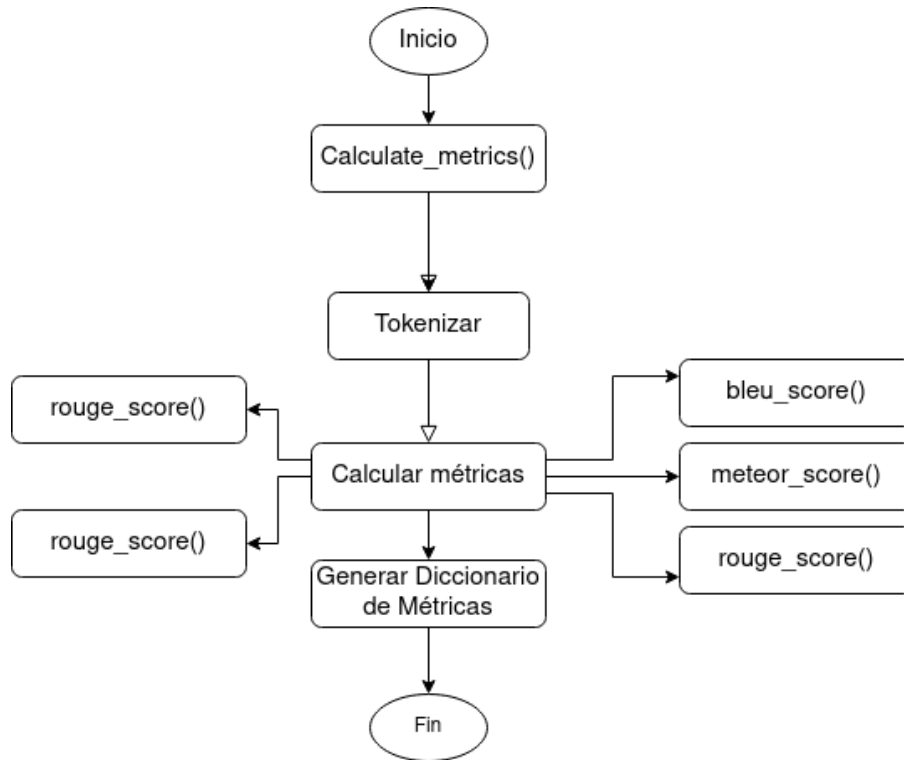 Inicio
Calculate_metrics()
Tokenizar
rouge_score()
bleu_score()
Calcular métricas
meteor_score()
rouge_score()
rouge_score()
Generar Diccionario
de Métricas
Fin